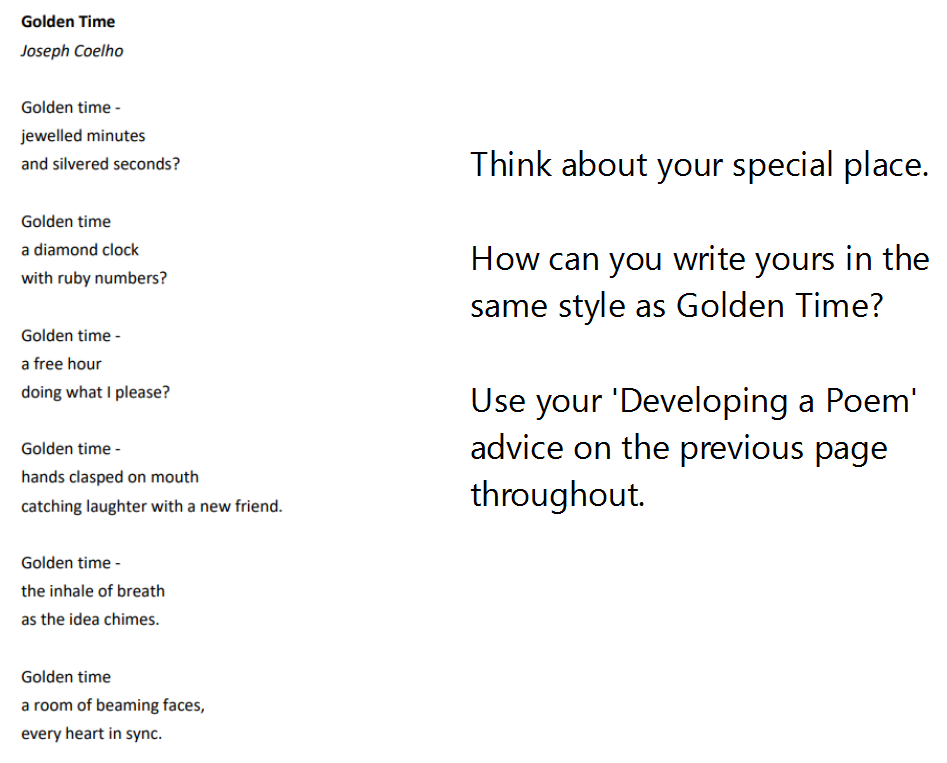 Golden Time
Joseph Coelho
Golden time -
jewelled minutes
and silvered seconds?
Golden time
a diamond clock
with ruby numbers?
Golden time -
a free hour
doing what I please?
Golden time -
hands clasped on mouth
catching laughter with a new friend.
Golden time -
the inhale of breath
as the idea chimes.
Golden time
a room of beaming faces,
every heart in sync.
Think about your special place.
How can you write yours in the
same style as Golden Time?
Use your 'Developing a Poem'
advice on the previous page
throughout.